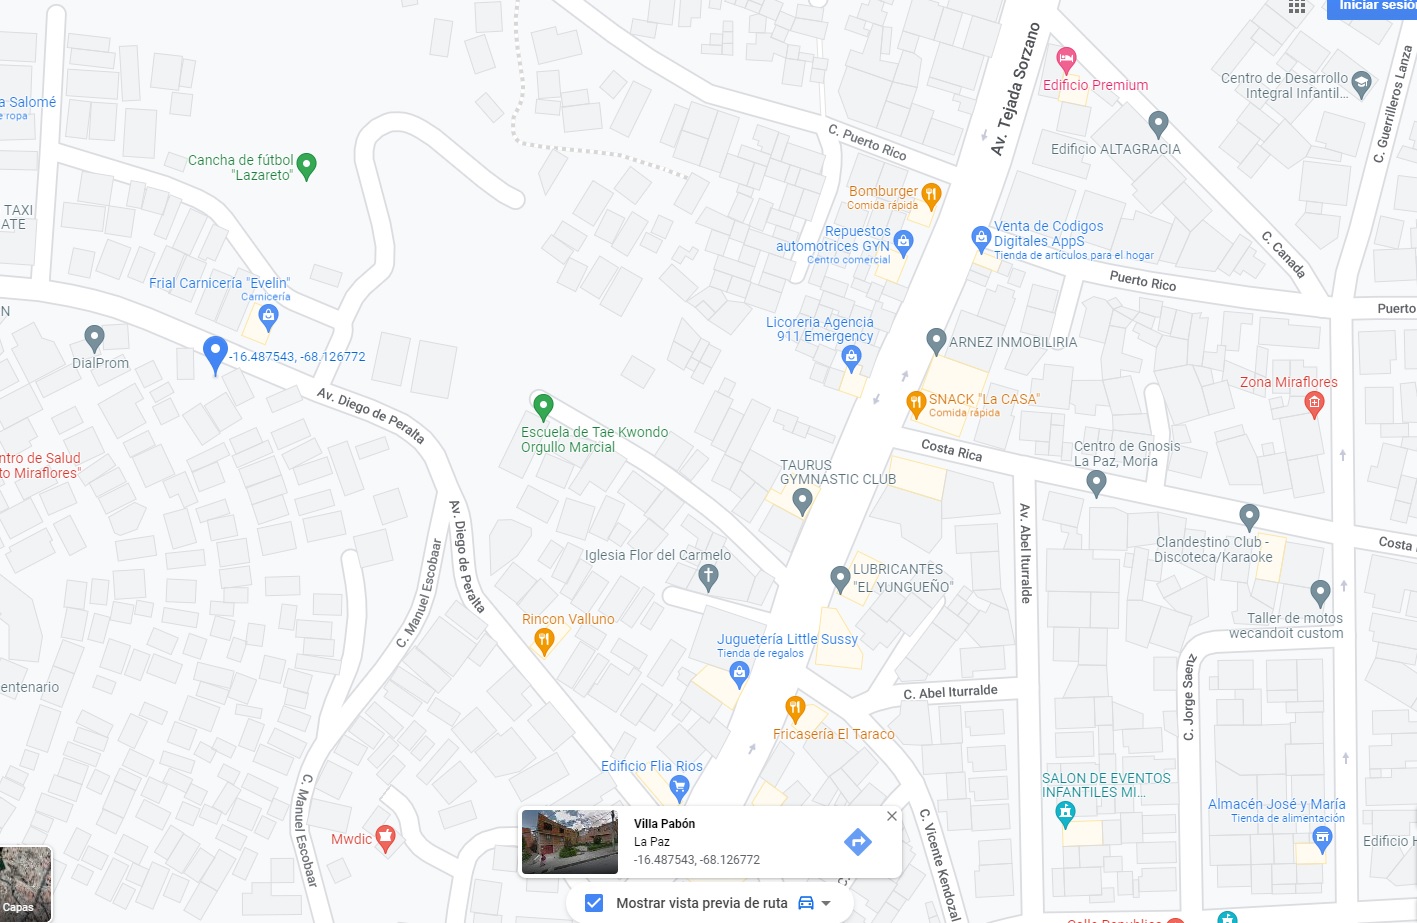 Iniciar sesión
Av. Tejada Sorzano
Edificio Premium
Centro de Desarrollo
Integral Infantil...
C. Guerrilleros Lanza
a Salomé
e ropa
C. Puerto Rico
Edificio ALTAGRACIA
Cancha de fútbol
"Lazareto"
Bomburger
Comida rápida
TAXI
ATE
Repuestos
automotrices GYN
Centro comercial
Venta de Codigos
Digitales AppS
Tienda de artículos para el hogar
C. Canada
Frial Carnicería "Evelin"
Carnicería
Puerto Rico
Puerto
N
Licoreria Agencia
911 Emergency
ARNEZ INMOBILIRIA
DialProm
-16.487543, -68.126772
Zona Miraflores
SNACK "La CASA"
Comida rápida
Av. Diego de Peralta
Escuela de Tae Kwondo
Orgullo Marcial
Costa Rica
Centro de Gnosis
La Paz, Moria
ntro de Salud
to Miraflores"
TAURUS
GYMNASTIC CLUB
Av. Diego de Peralta
Av. Abel Iturralde
Clandestino Club -
Discoteca/Karaoke
Costa
C. Manuel Escobaar
Iglesia Flor del Carmelo
LUBRICANTES
"EL YUNGUEÑO"
Rincon Valluno
Taller de motos
wecandoit custom
Juguetería Little Sussy
Tienda de regalos
entenario
C. Abel Iturralde
C. Jorge Saenz
Fricasería El Taraco
Edificio Flia Rios
SALON DE EVENTOS
INFANTILES MI...
C. Manuel Escobaar
Almacén José y María
Tienda de alimentación
Mwdic
Villa Pabón
La Paz
-16.487543, -68.126772
C. Vicente Kendozal
Edificio H
Capas
Mostrar vista previa de ruta
Calle Republica